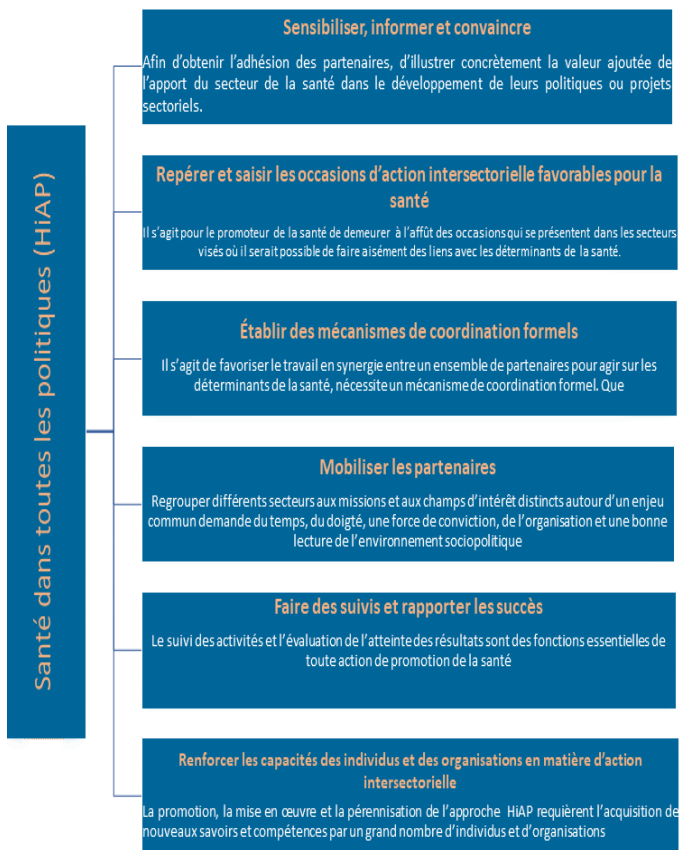 Santé dans toutes les politiques (HiAP)
Sensibiliser, informer et convaincre
Afin d'obtenir l'adhésion des partenaires, d'illustrer concrètement la valeur ajoutée de
l'apport du secteur de la santé dans le développement de leurs politiques ou projets
sectoriels.
Repérer et saisir les occasions d'action intersectorielle favorables pour la
santé
Il s'agit pour le promoteur de la santé de demeurer à l'affût des occasions qui se présentent dans les secteurs
visés où il serait possible de faire aisément des liens avec les déterminants de la santé.
Établir des mécanismes de coordination formels
Il s'agit de favoriser le travail en synergie entre un ensemble de partenaires pour agir sur les
déterminants de la santé, nécessite un mécanisme de coordination formel. Que
Mobiliser les partenaires
Regrouper différents secteurs aux missions et aux champs d'intérêt distincts autour d'un enjeu
commun demande du temps, du doigté, une force de conviction, de l'organisation et une bonne
lecture de l'environnement sociopolitique
Faire des suivis et rapporter les succès
Le suivi des activités et l'évaluation de l'atteinte des résultats sont des fonctions essentielles de
toute action de promotion de la santé
Renforcer les capacités des individus et des organisations en matière d'action
intersectorielle
La promotion, la mise en œuvre et la pérennisation de l'approche HiAP requièrent l'acquisition de
nouveaux savoirs et compétences par un grand nombre d'individus et d'organisations